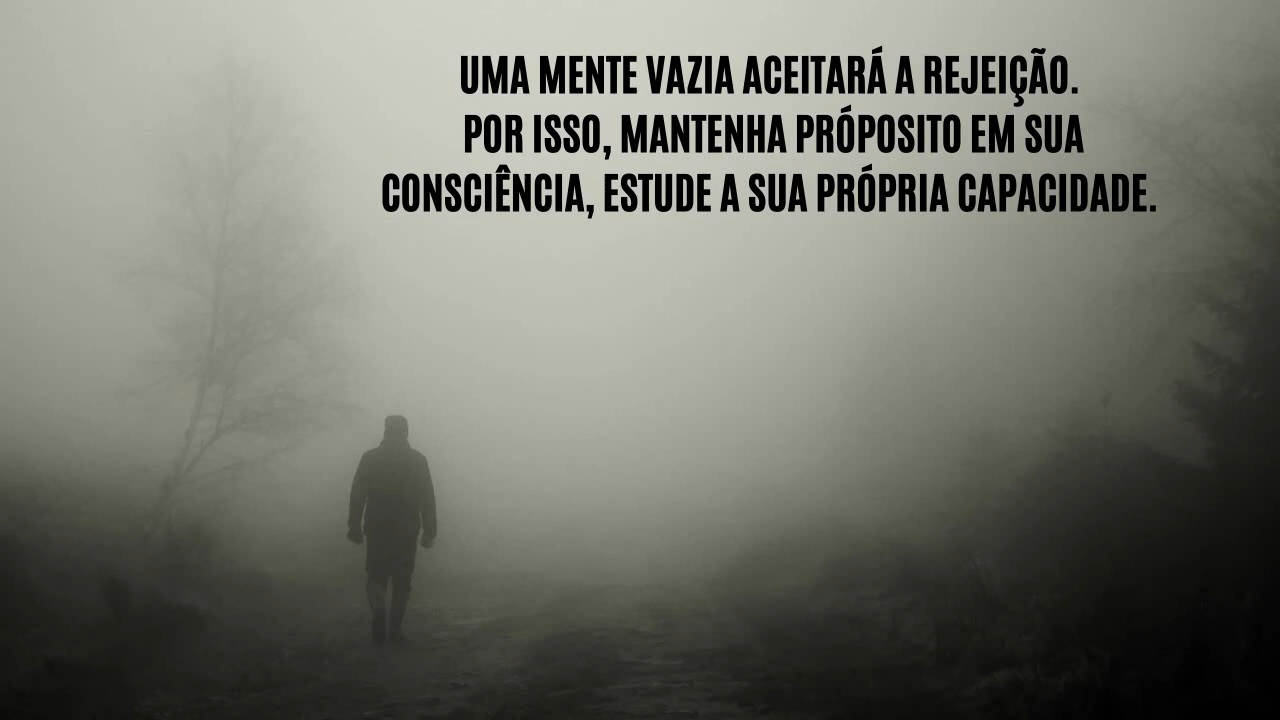 UMA MENTE VAZIA ACEITARÁ A REJEIÇÃO.
POR ISSO, MANTENHA PRÓPOSITO EM SUA
CONSCIÊNCIA, ESTUDE A SUA PRÓPRIA CAPACIDADE.